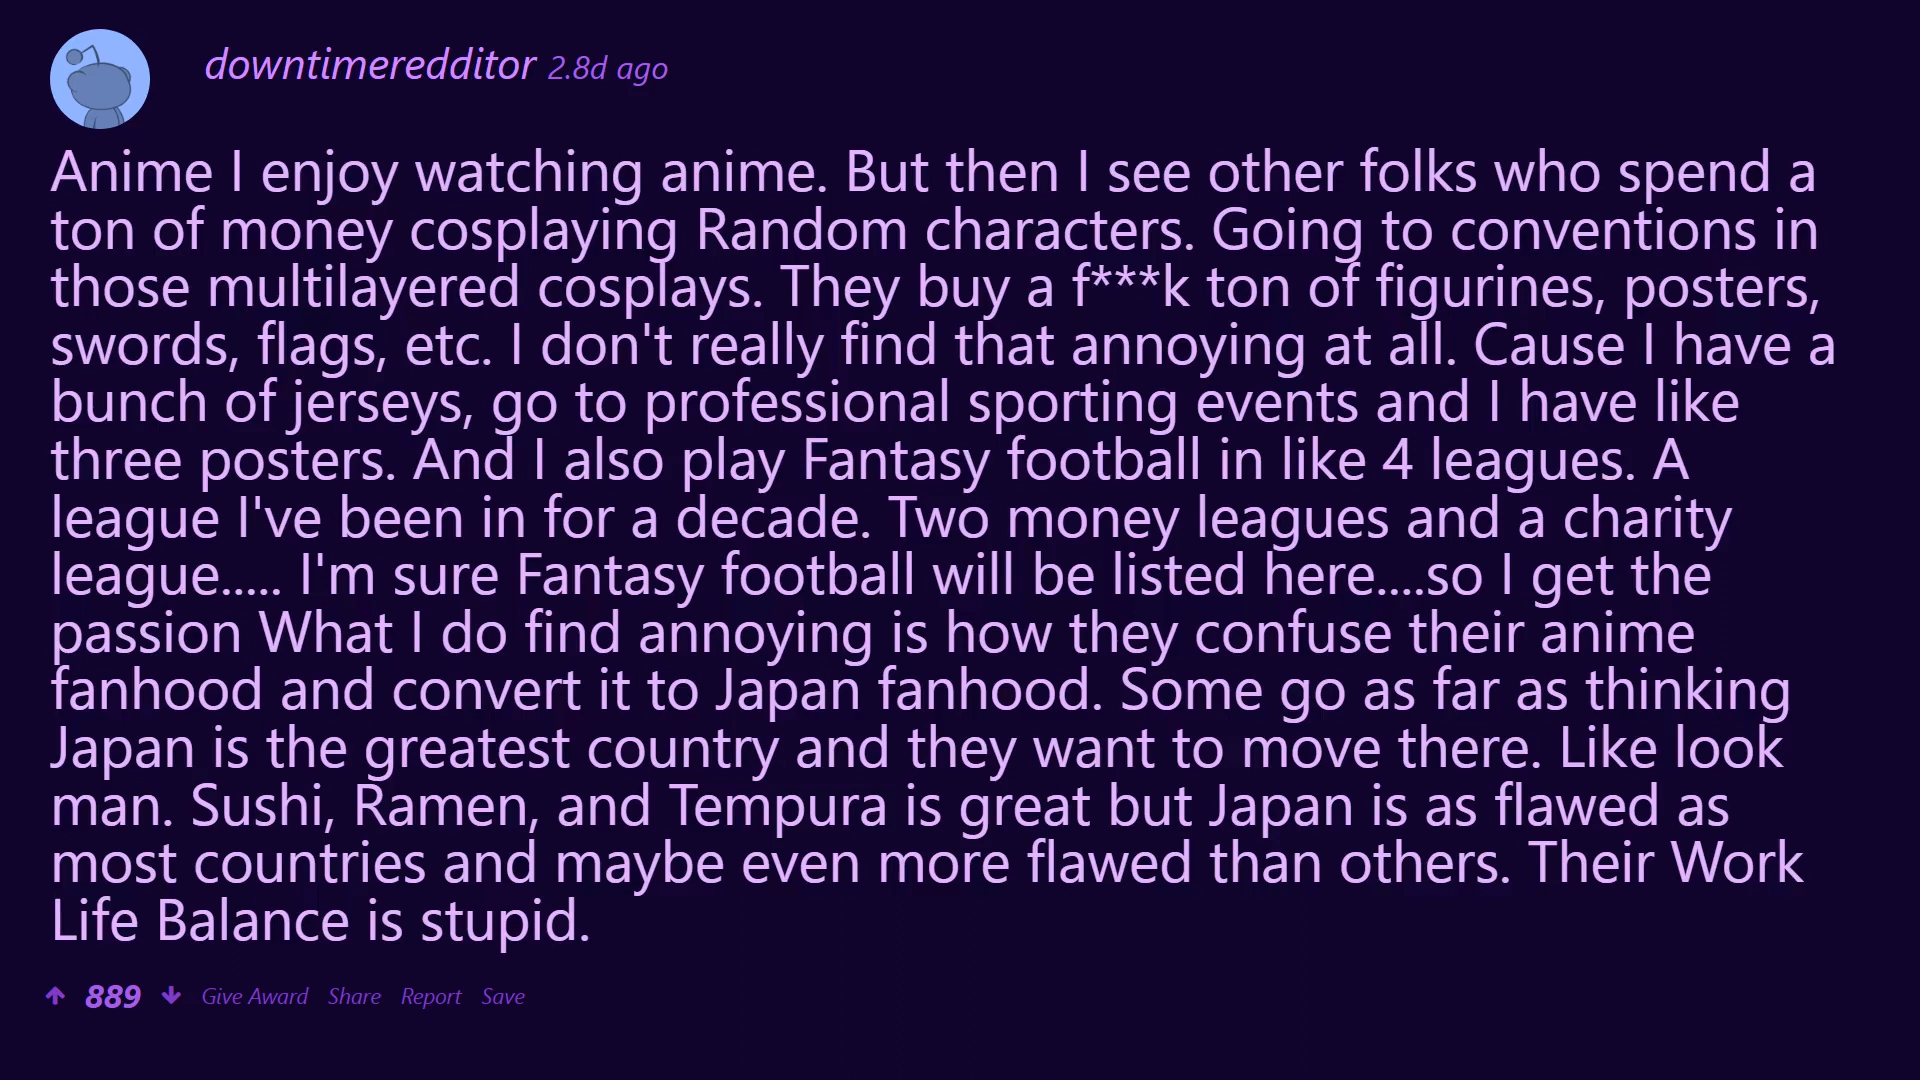 downtimeredditor 2.8d ago
Anime I enjoy watching anime. But then I see other folks who spend a
ton of money cosplaying Random characters. Going to conventions in
those multilayered cosplays. They buy a f***k ton of figurines, posters,
swords, flags, etc. I don't really find that annoying at all. Cause I have a
bunch of jerseys, go to professional sporting events and I have like
three posters. And I also play Fantasy football in like 4 leagues. A
league I've been in for a decade. Two money leagues and a charity
league..... I'm sure Fantasy football will be listed here....so I get the
passion What I do find annoying is how they confuse their anime
fanhood and convert it to Japan fanhood. Some go as far as thinking
Japan is the greatest country and they want to move there. Like look
man. Sushi, Ramen, and Tempura is great but Japan is as flawed as
most countries and maybe even more flawed than others. Their Work
Life Balance is stupid.
889 Give Award Share Report Save